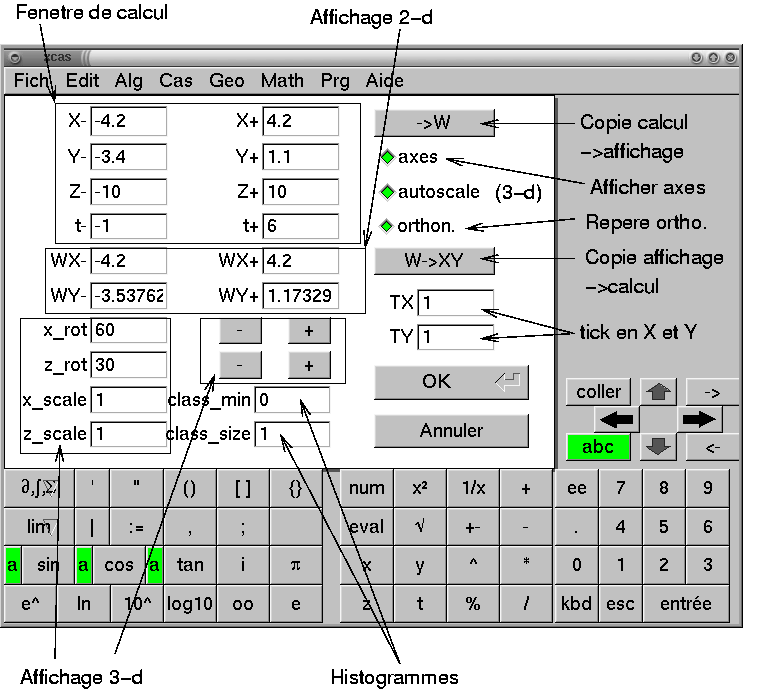 Fenetre de calcul
Affichage 2-d
xcas
Fich Edit Alg Cas Geo Math Prg Aide
X- -4.2 X+ 4.2 ->W
Copie calcul
->affichage
Y- -3.4 Y+ 1.1 axes
Afficher axes
Z- -10 Z+ 10 autoscale (3-d)
t- -1 t+ 6 orthon.
Repere ortho.
WX- -4.2 WX+ 4.2 W->XY
Copie affichage
->calcul
WY- -3.53762 WY+ 1.17329 TX 1
x_rot 60 - + TY 1
tick en X et Y
z_rot 30 - +
OK
x_scale 1 class_min 0
z_scale 1 class_size 1 Annuler
coller ->
abc <-
∂,∫,Σ ' " () [ ] {} num x² 1/x + ee 7 8 9
lim | := , ; eval √ +- - . 4 5 6
a sin a cos a tan i π x y ^ * 0 1 2 3
e^ ln 10^ log10 oo e z t % / kbd esc entrée
Affichage 3-d
Histogrammes